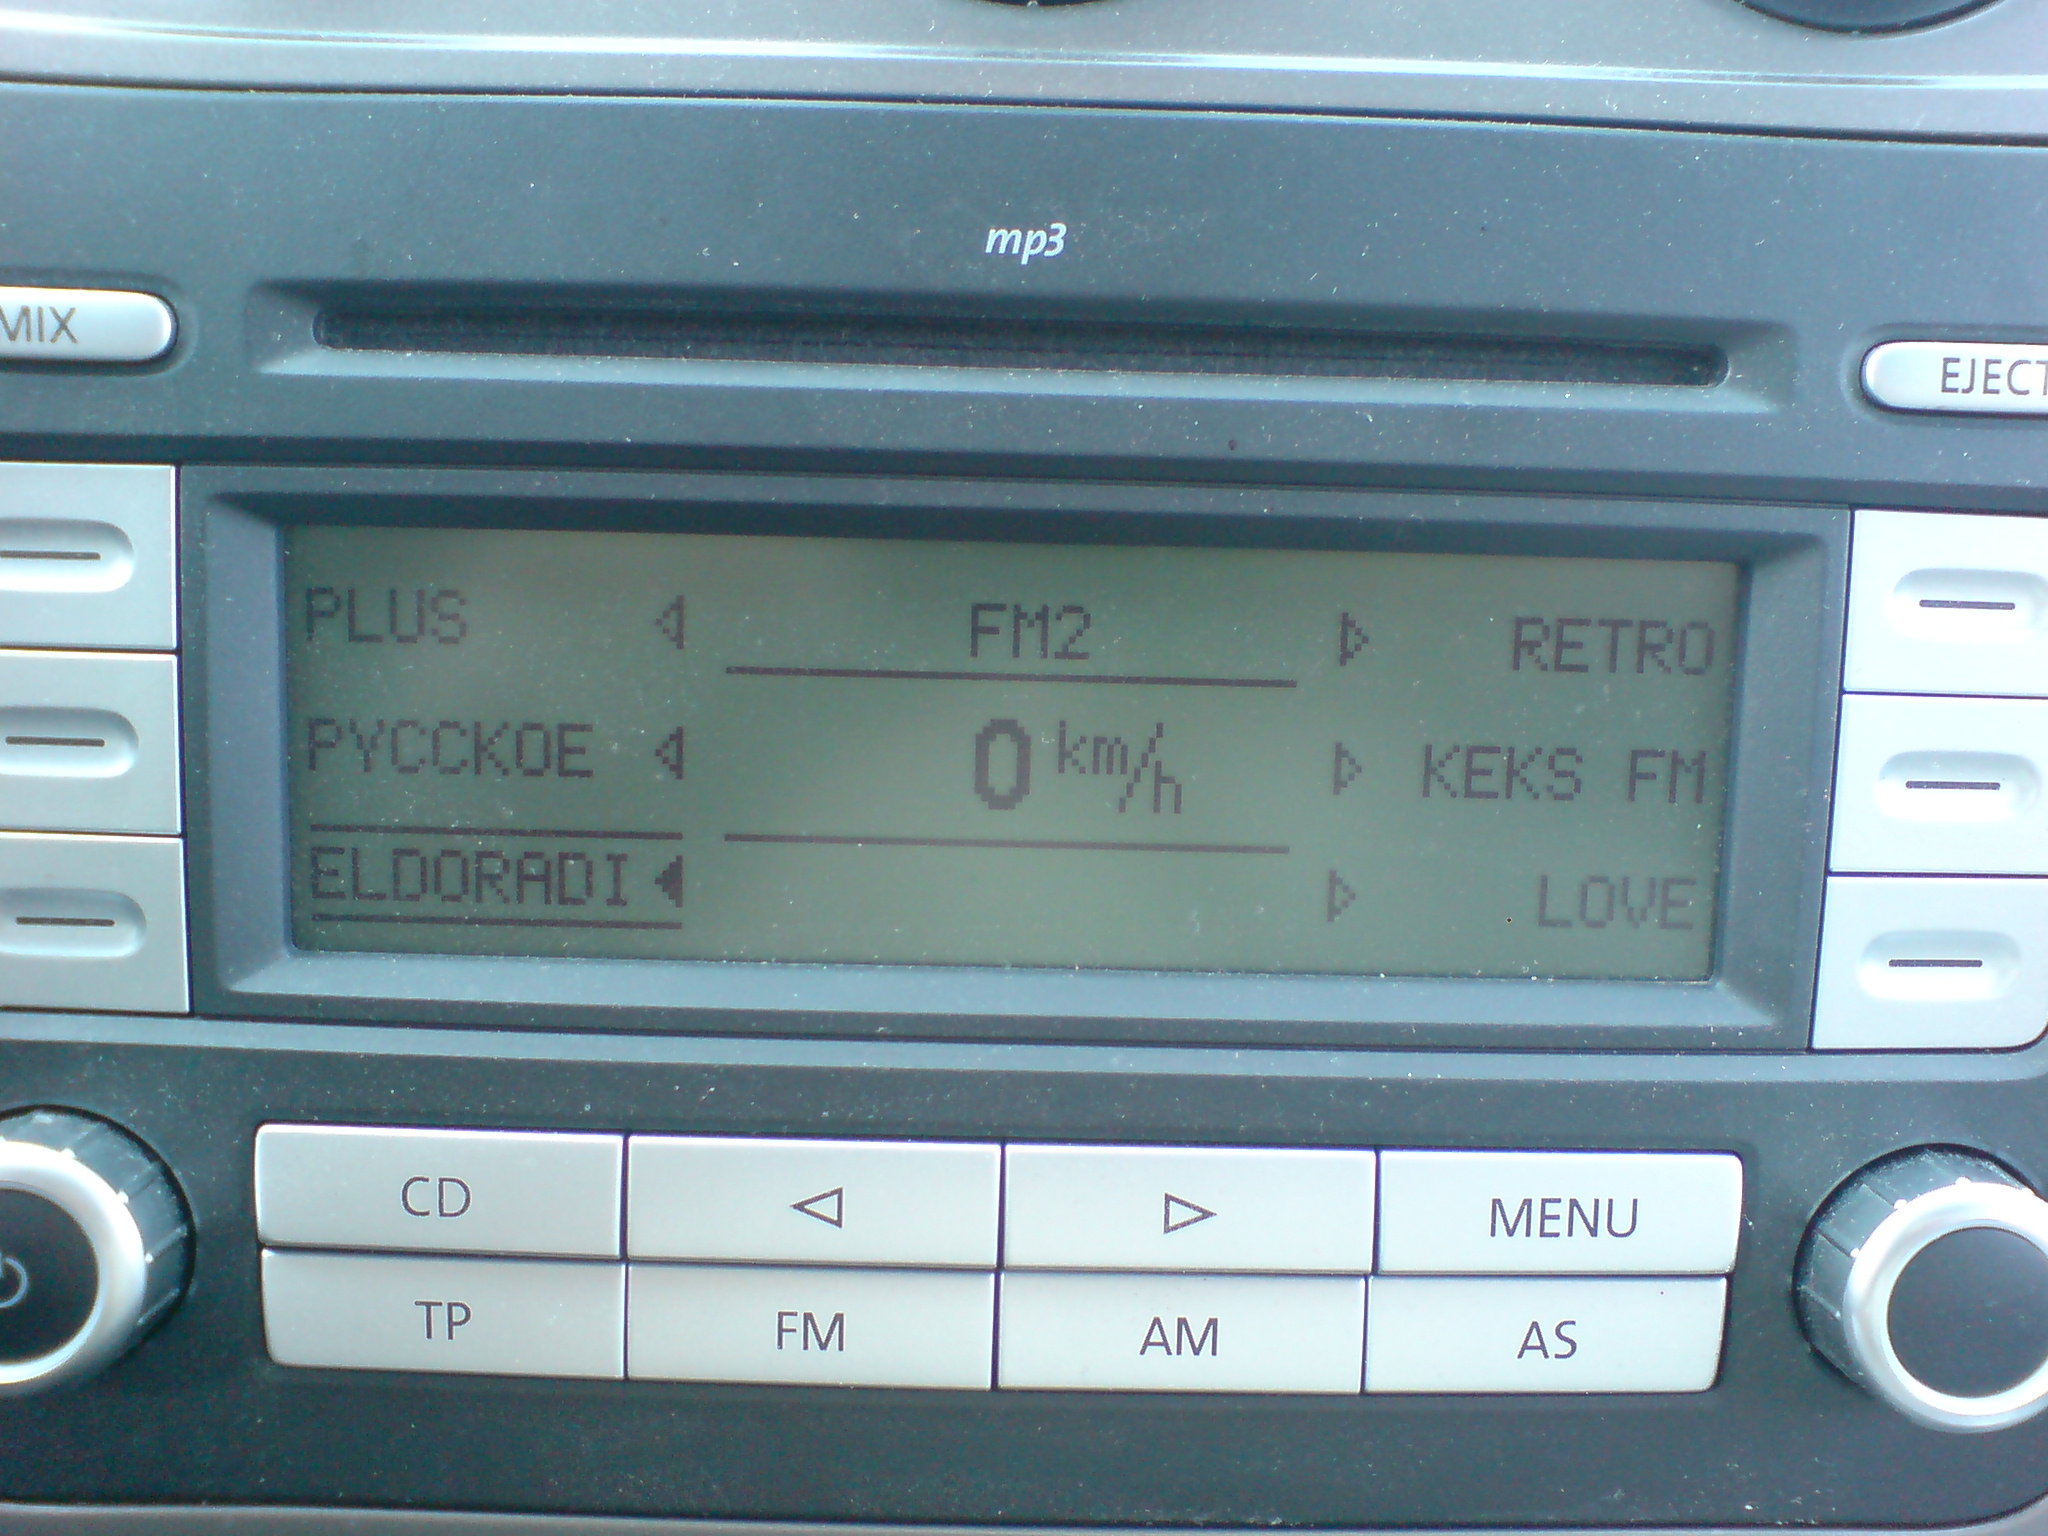 mp3
MIX
EJECT
PLUS FM2 RETRO
PYCCKOE 0 km/h KEKS FM
ELDORADI LOVE
CD MENU
TP FM AM AS